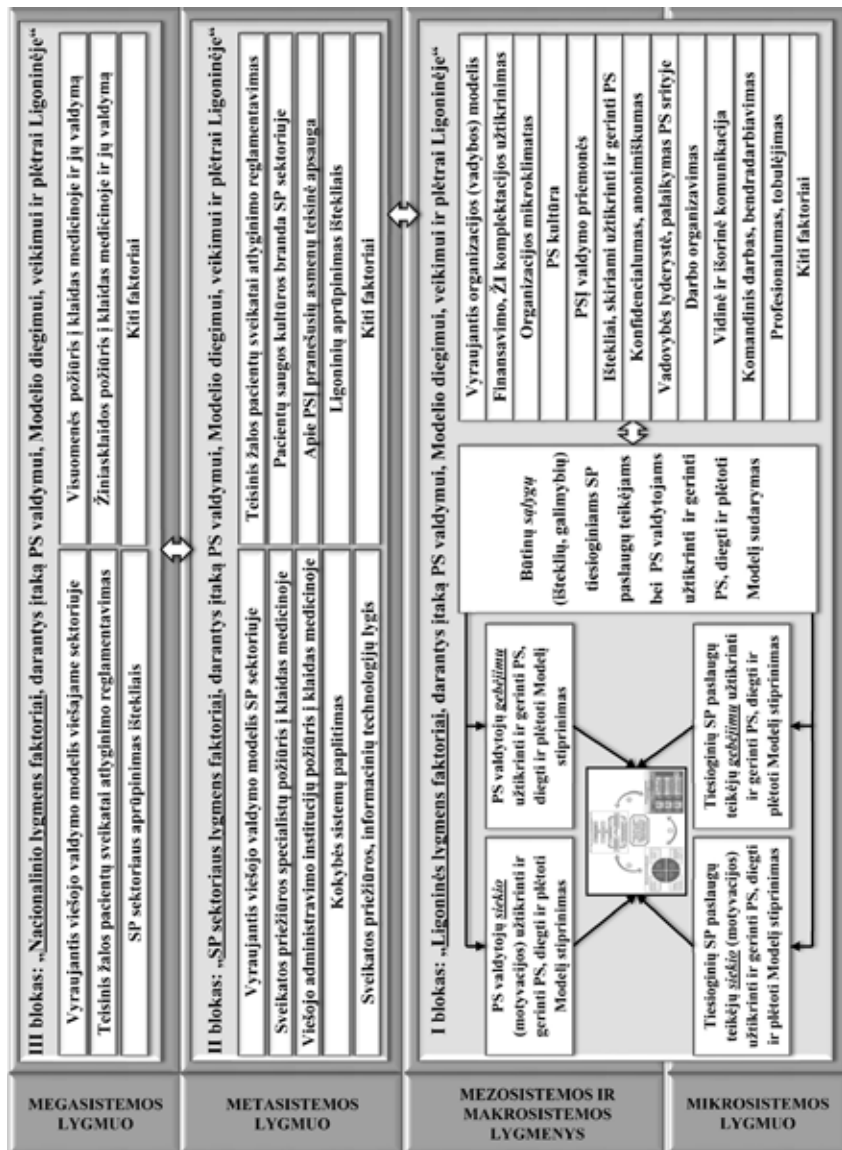 III blokas: „Nacionalinio lygmens faktoriai, darantys įtaką PS valdymui, Modelio diegimui, veikimui ir plėtrai Ligoninėje“
Vyraujantis viešojo valdymo modelis viešajame sektoriuje
Teisinis žalos pacientų sveikatai atlyginimo reglamentavimas
SP sektoriaus aprūpinimas ištekliais
Visuomenės požiūris į klaidas medicinoje ir jų valdymą
Žiniasklaidos požiūris į klaidas medicinoje ir jų valdymą
Kiti faktoriai
MEGASISTEMOS
LYGMUO
II blokas: „SP sektoriaus lygmens faktoriai, darantys įtaką PS valdymui, Modelio diegimui, veikimui ir plėtrai Ligoninėje“
Vyraujantis viešojo valdymo modelis SP sektoriuje
Sveikatos priežiūros specialistų požiūris į klaidas medicinoje
Viešojo administravimo institucijų požiūris į klaidas medicinoje
Kokybės sistemų paplitimas
Sveikatos priežiūros, informacinių technologijų lygis
Teisinis žalos pacientų sveikatai atlyginimo reglamentavimas
Pacientų saugos kultūros branda SP sektoriuje
Apie PSĮ pranešusių asmenų teisinė apsauga
Ligoninių aprūpinimas ištekliais
Kiti faktoriai
METASISTEMOS
LYGMUO
I blokas: „Ligoninės lygmens faktoriai, darantys įtaką PS valdymui, Modelio diegimui, veikimui ir plėtrai Ligoninėje“
PS valdytojų siekio
(motyvacijos) užtikrinti ir
gerinti PS, diegti ir plėtoti
Modelį stiprinimas
PS valdytojų gebėjimų
užtikrinti ir gerinti PS,
diegti ir plėtoti Modelį
stiprinimas
Tiesioginių SP paslaugų
teikėjų siekio (motyvacijos)
užtikrinti ir gerinti PS, diegti
ir plėtoti Modelį stiprinimas
Tiesioginių SP paslaugų
teikėjų gebėjimų užtikrinti
ir gerinti PS, diegti ir
plėtoti Modelį stiprinimas
Būtinų sąlygų
(išteklių, galimybių)
tiesioginiams SP
paslaugų teikėjams
bei PS valdytojams
užtikrinti ir gerinti
PS, diegti ir plėtoti
Modelį sudarymas
Vyraujantis organizacijos (vadybos) modelis
Finansavimo, ŽI komplektacijos užtikrinimas
Organizacijos mikroklimatas
PS kultūra
PSĮ valdymo priemonės
Ištekliai, skiriami užtikrinti ir gerinti PS
Konfidencialumas, anonimiškumas
Vadovybės lyderystė, palaikymas PS srityje
Darbo organizavimas
Vidinė ir išorinė komunikacija
Komandinis darbas, bendradarbiavimas
Profesionalumas, tobulėjimas
Kiti faktoriai
MEZOSISTEMOS IR
MAKROSISTEMOS
LYGMENYS
MIKROSISTEMOS
LYGMUO